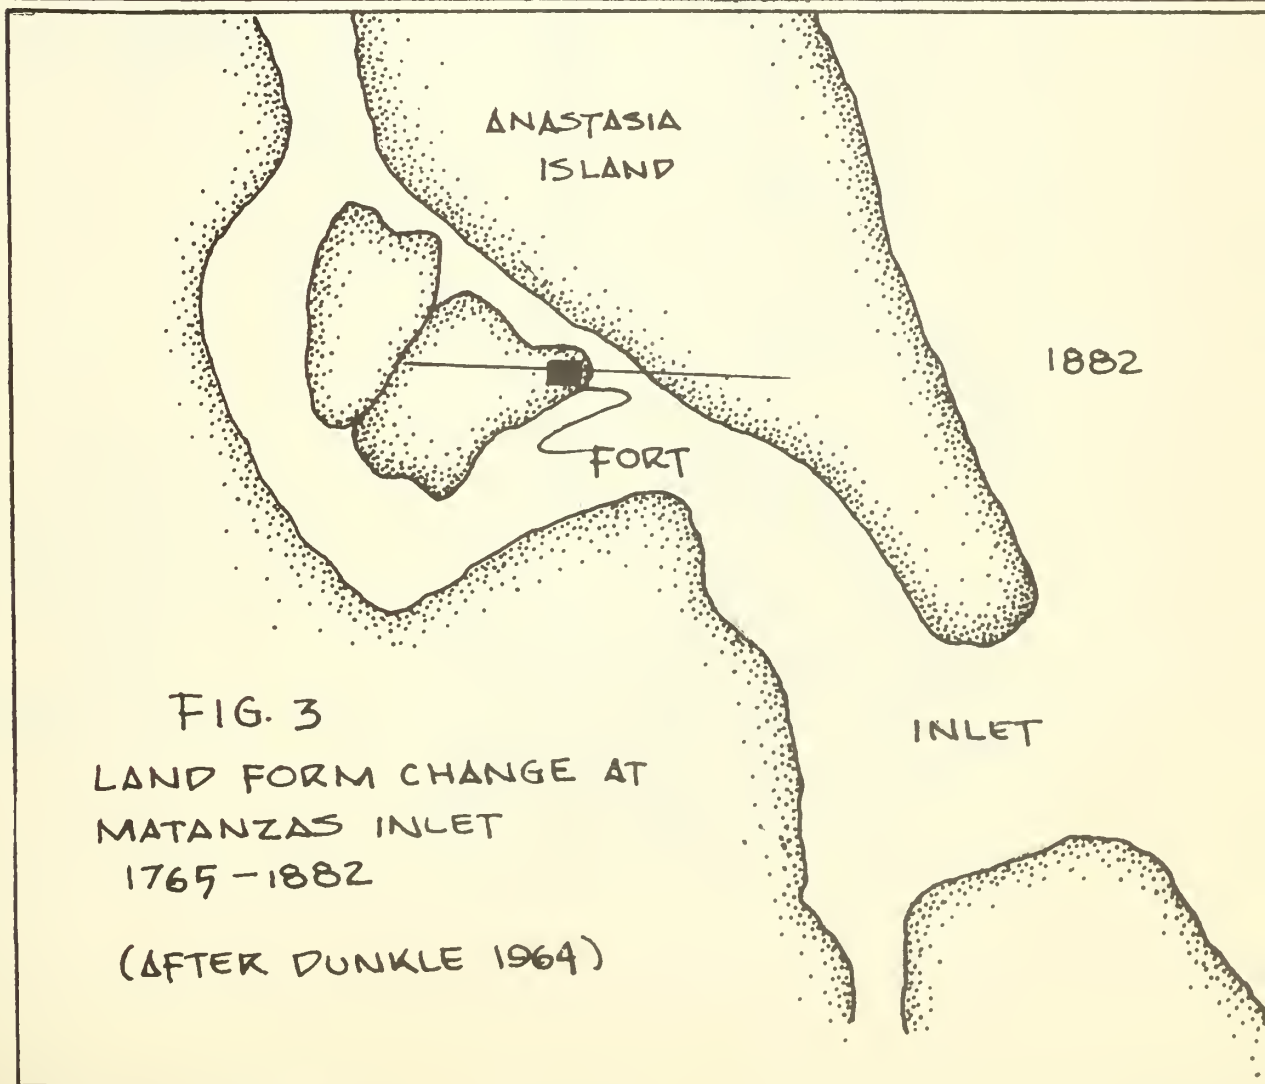 ANASTASIA
ISLAND
1882
FORT
INLET
FIG. 3
LAND FORM CHANGE AT
MATANZAS INLET
1765-1882
(AFTER DUNKLE 1964)